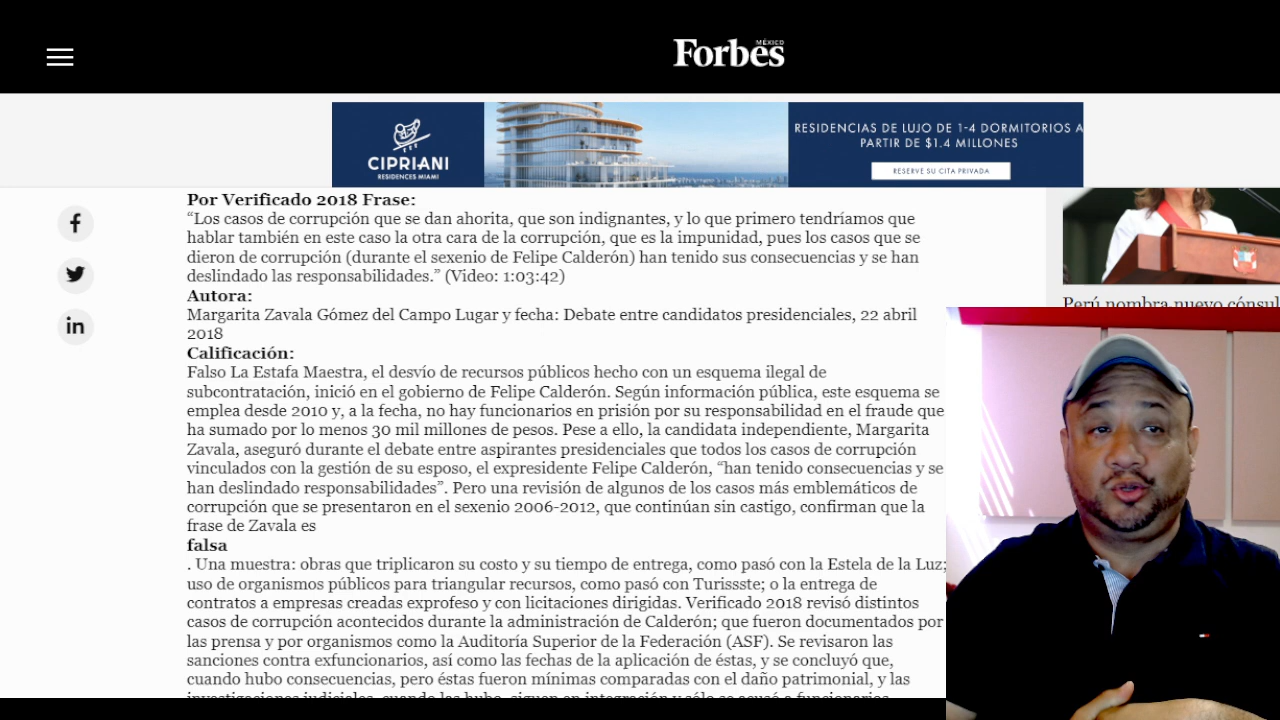 MÉXICO
Forbes
CIPRIANI
RESIDENCES MIAMI
RESIDENCIAS DE LUJO DE 1-4 DORMITORIOS A
PARTIR DE $1.4 MILLONES
RESERVE SU CITA PRIVADA
Por Verificado 2018 Frase:
“Los casos de corrupción que se dan ahorita, que son indignantes, y lo que primero tendríamos que
hablar también en este caso la otra cara de la corrupción, que es la impunidad, pues los casos que se
dieron de corrupción (durante el sexenio de Felipe Calderón) han tenido sus consecuencias y se han
deslindado las responsabilidades.” (Video: 1:03:42)
Autora:
Margarita Zavala Gómez del Campo Lugar y fecha: Debate entre candidatos presidenciales, 22 abril
2018
Calificación:
Falso La Estafa Maestra, el desvío de recursos públicos hecho con un esquema ilegal de
subcontratación, inició en el gobierno de Felipe Calderón. Según información pública, este esquema se
emplea desde 2010 y, a la fecha, no hay funcionarios en prisión por su responsabilidad en el fraude que
ha sumado por lo menos 30 mil millones de pesos. Pese a ello, la candidata independiente, Margarita
Zavala, aseguró durante el debate entre aspirantes presidenciales que todos los casos de corrupción
vinculados con la gestión de su esposo, el expresidente Felipe Calderón, “han tenido consecuencias y se
han deslindado responsabilidades”. Pero una revisión de algunos de los casos más emblemáticos de
corrupción que se presentaron en el sexenio 2006-2012, que continúan sin castigo, confirman que la
frase de Zavala es
falsa
. Una muestra: obras que triplicaron su costo y su tiempo de entrega, como pasó con la Estela de la Luz;
uso de organismos públicos para triangular recursos, como pasó con Turissste; o la entrega de
contratos a empresas creadas exprofeso y con licitaciones dirigidas. Verificado 2018 revisó distintos
casos de corrupción acontecidos durante la administración de Calderón; que fueron documentados por
las prensa y por organismos como la Auditoría Superior de la Federación (ASF). Se revisaron las
sanciones contra exfuncionarios, así como las fechas de la aplicación de éstas, y se concluyó que,
cuando hubo consecuencias, pero éstas fueron mínimas comparadas con el daño patrimonial, y las
investigaciones judiciales, cuando las hubo, siguen en integración y sólo se acusó a funcionarios
Perú nombra nuevo cónsul